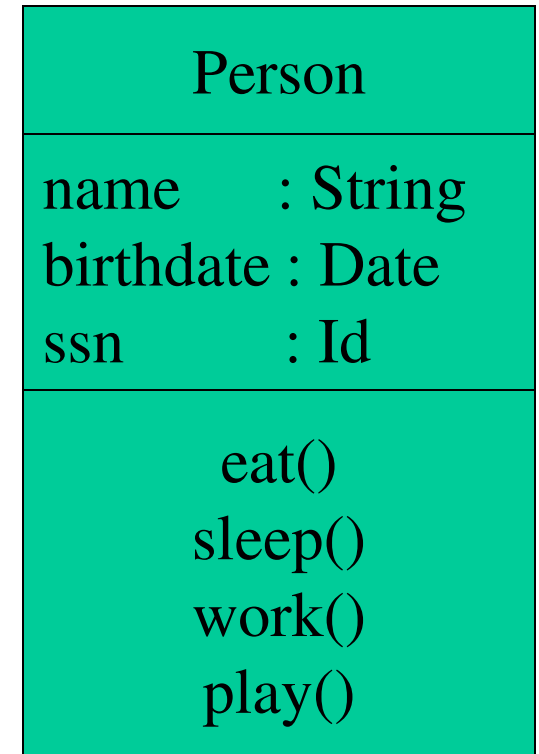 Person
name : String
birthdate : Date
ssn : Id
eat()
sleep()
work()
play()